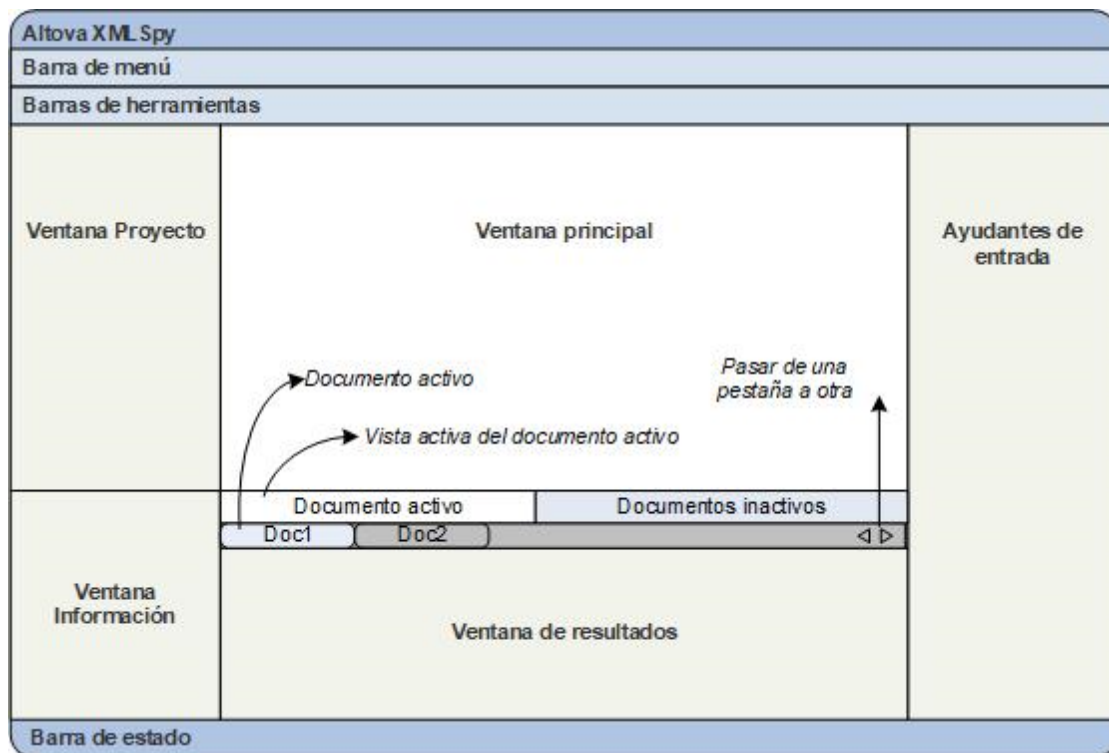 Altova XMLSpy
Barra de menú
Barras de herramientas
Ventana Proyecto
Ventana principal
Ayudantes de
entrada
Documento activo
Pasar de una
pestaña a otra
Vista activa del documento activo
Documento activo
Documentos inactivos
Doc1
Doc2
Ventana
Información
Ventana de resultados
Barra de estado